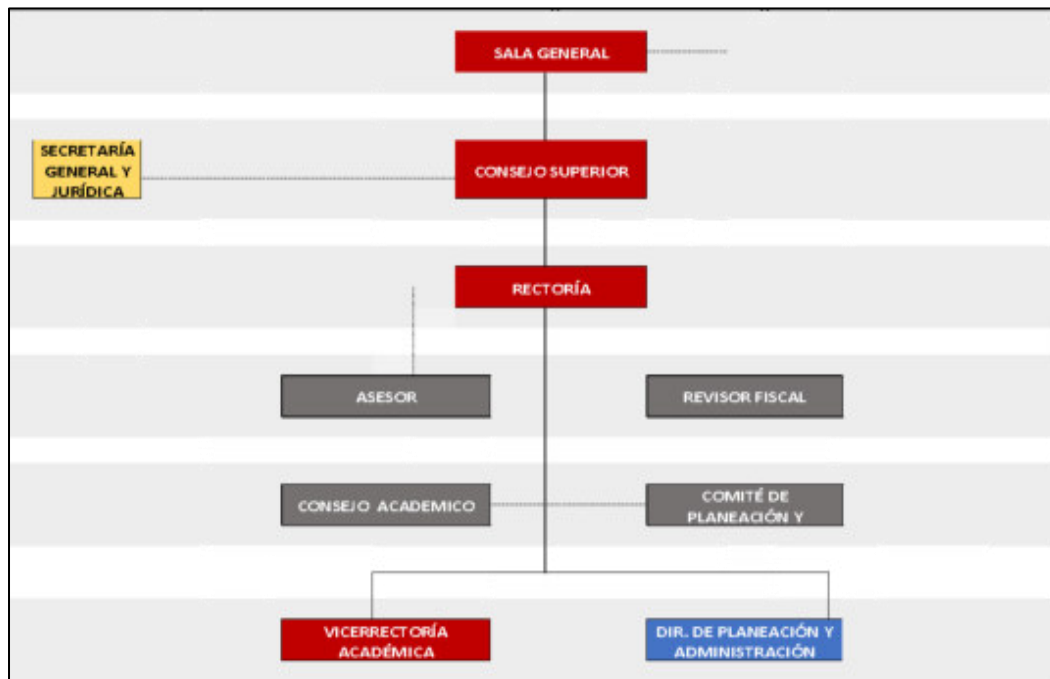 SALA GENERAL
SECRETARÍA
GENERAL Y
JURÍDICA
CONSEJO SUPERIOR
RECTORÍA
ASESOR
REVISOR FISCAL
CONSEJO ACADEMICO
COMITÉ DE
PLANEACIÓN Y
VICERRECTORÍA
ACADÉMICA
DIR. DE PLANEACIÓN Y
ADMINISTRACIÓN